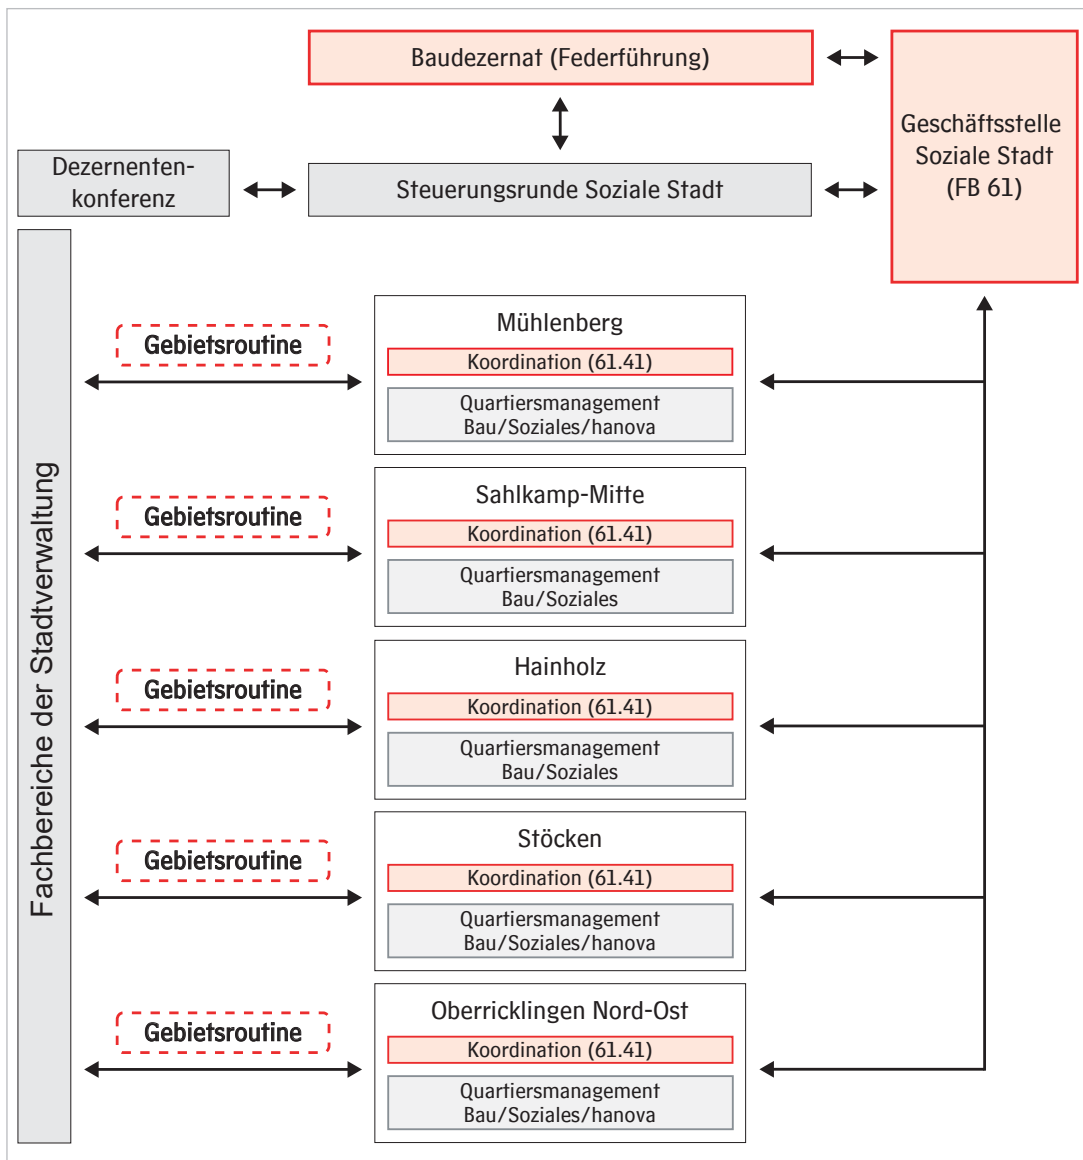 Baudezernat (Federführung)
Geschäftsstelle
Soziale Stadt
(FB 61)
Dezernenten-
konferenz
Steuerungsrunde Soziale Stadt
Fachbereiche der Stadtverwaltung
Gebietsroutine
Mühlenberg
Koordination (61.41)
Quartiersmanagement
Bau/Soziales/hanova
Gebietsroutine
Sahlkamp-Mitte
Koordination (61.41)
Quartiersmanagement
Bau/Soziales
Gebietsroutine
Hainholz
Koordination (61.41)
Quartiersmanagement
Bau/Soziales
Gebietsroutine
Stöcken
Koordination (61.41)
Quartiersmanagement
Bau/Soziales/hanova
Gebietsroutine
Oberricklingen Nord-Ost
Koordination (61.41)
Quartiersmanagement
Bau/Soziales/hanova